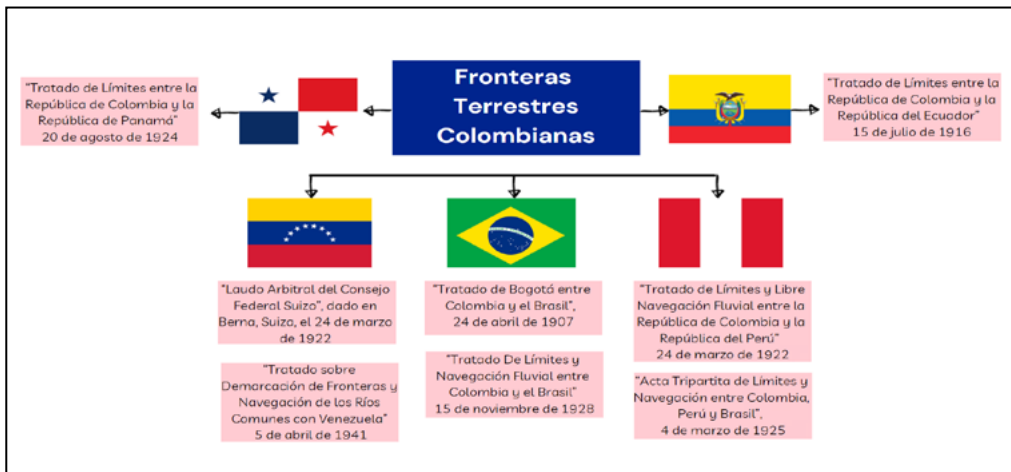 Fronteras
Terrestres
Colombianas
"Tratado de Límites entre la
República de Colombia y la
República de Panamá"
20 de agosto de 1924
"Tratado de Límites entre la
República de Colombia y la
República del Ecuador"
15 de julio de 1916
"Laudo Arbitral del Consejo
Federal Suizo", dado en
Berna, Suiza, el 24 de marzo
de 1922
"Tratado sobre
Demarcación de Fronteras y
Navegación de los Ríos
Comunes con Venezuela"
5 de abril de 1941
"Tratado de Bogotá entre
Colombia y el Brasil",
24 de abril de 1907
"Tratado De Límites y
Navegación Fluvial entre
Colombia y el Brasil"
15 de noviembre de 1928
"Tratado de Límites y Libre
Navegación Fluvial entre la
República de Colombia y la
República del Perú"
24 de marzo de 1922
"Acta Tripartita de Límites y
Navegación entre Colombia,
Perú y Brasil",
4 de marzo de 1925